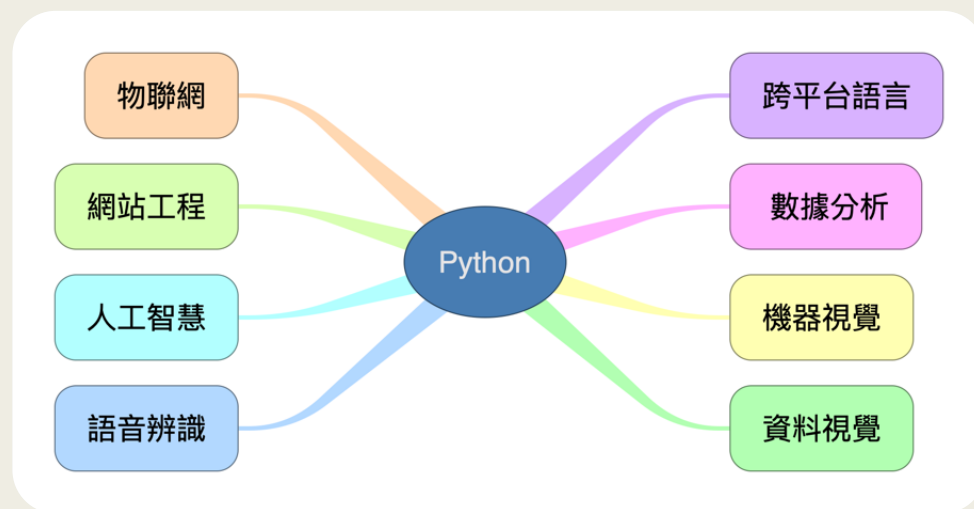 物聯網
網站工程
人工智慧
語音辨識
Python
跨平台語言
數據分析
機器視覺
資料視覺